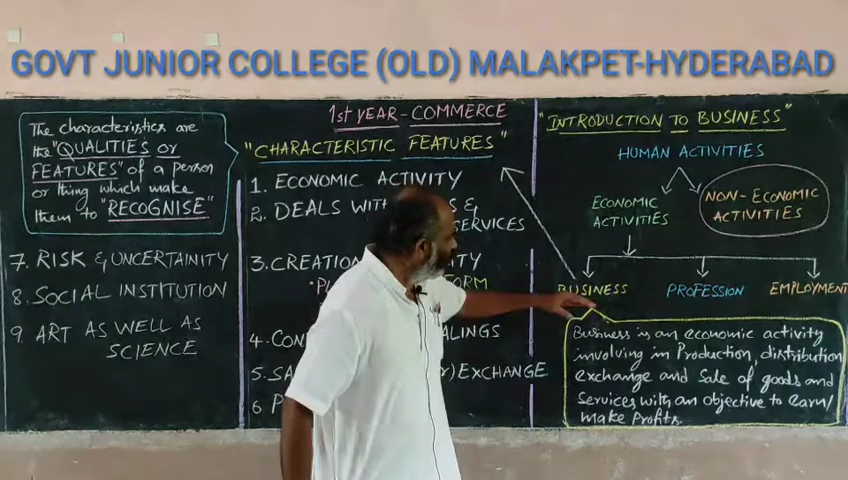 GOVT JUNIOR COLLEGE (OLD) MALAKPET-HYDERABAD
The characteristics are
the "QUALITIES or
FEATURES" of a person
or thing which make
them to "RECOGNISE"
7. RISK & UNCERTAINITY
8. SOCIAL INSTITUTION
9. ART AS WELL AS
SCIENCE
1st YEAR - COMMERCE
"CHARACTERISTIC FEATURES"
1. ECONOMIC ACTIVITY
2. DEALS &
SERVICES
3. CREATION
FORM
4.
5. EXCHANGE
6
"INTRODUCTION TO BUSINESS"
HUMAN ACTIVITIES
ECONOMIC
ACTIVITIES
NON-ECONOMIC
ACTIVITIES
BUSINESS PROFESSION EMPLOYMENT
Business is an economic activity
involving in Production, distribution
exchange and Sale of goods and
Services with an objective to earn/
make Profits.